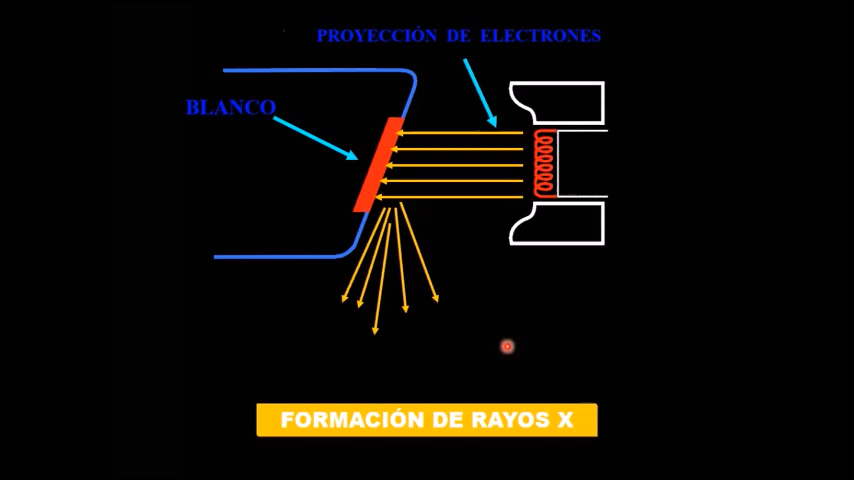 PROYECCIÓN DE ELECTRONES
BLANCO
FORMACIÓN DE RAYOS X